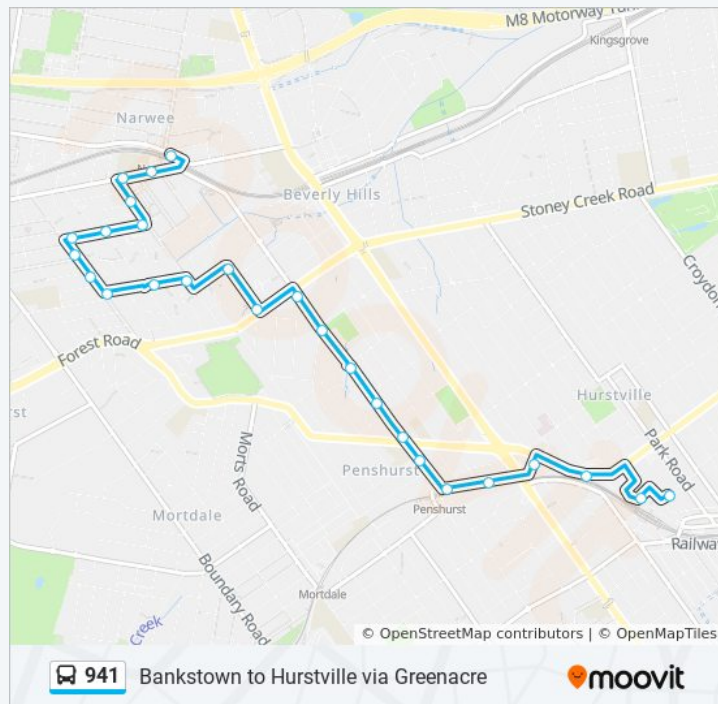 M8 Motorway Tun
Kingsgrove
Narwee
Beverly Hills
Stoney Creek Road
Croydon
Forest Road
Hurstville
Park Road
Morts Road
Penshurst
Penshurst
Mortdale
Railway
Boundary Road
Mortdale
Creek
© OpenStreetMap contributors | © OpenMapTiles
941 Bankstown to Hurstville via Greenacre
moovit